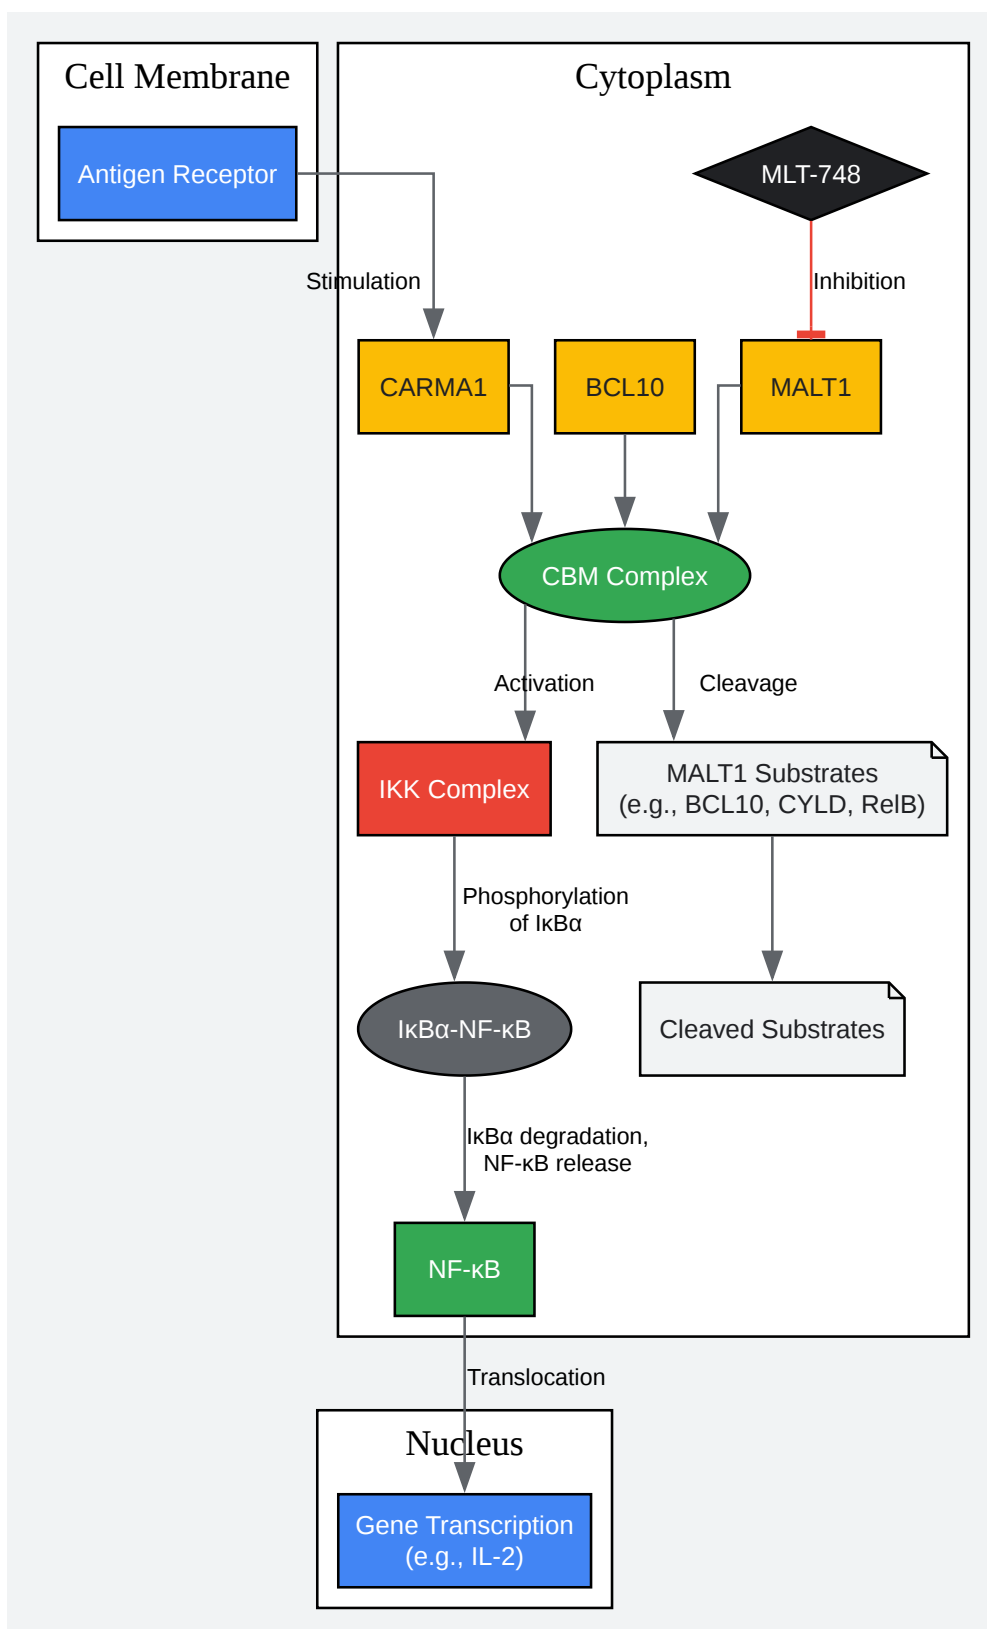 Cell Membrane
Cytoplasm
Antigen Receptor
MLT-748
Stimulation
Inhibition
CARMA1
BCL10
MALT1
CBM Complex
Activation
Cleavage
IKK Complex
MALT1 Substrates
(e.g., BCL10, CYLD, RelB)
Phosphorylation
of IκBα
IκBα-NF-κB
Cleaved Substrates
IκBα degradation,
NF-κB release
NF-κB
Translocation
Nucleus
Gene Transcription
(e.g., IL-2)